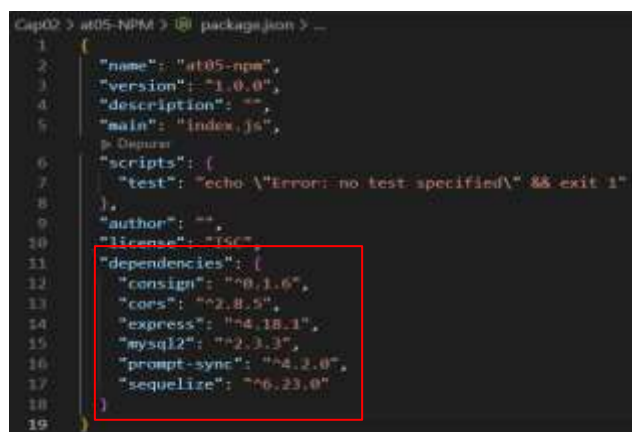 Cap02 > at05-NPM > package.json > ...
1 {
2 "name": "at05-npm",
3 "version": "1.0.0",
4 "description": "",
5 "main": "index.js",
Depurar
6 "scripts": {
7 "test": "echo \"Error: no test specified\" && exit 1"
8 },
9 "author": "",
10 "license": "ISC",
11 "dependencies": {
12 "consign": "^0.1.6",
13 "cors": "^2.8.5",
14 "express": "^4.18.1",
15 "mysql2": "^2.3.3",
16 "prompt-sync": "^4.2.0",
17 "sequelize": "^6.23.0"
18 }
19 }